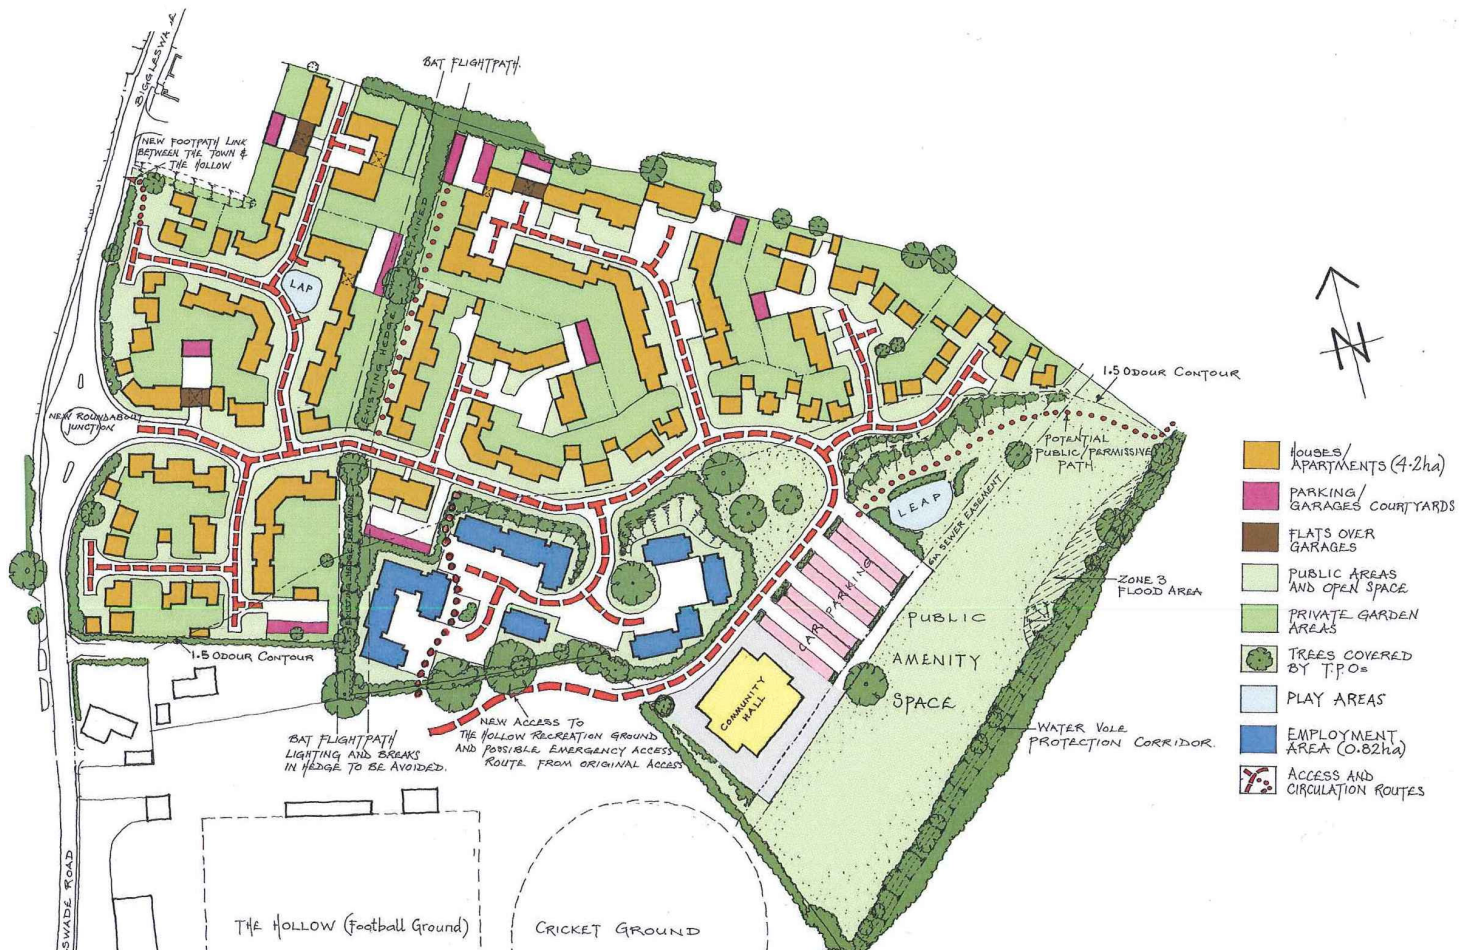 BIGGLESWA
BAT FLIGHTPATH.
NEW FOOTPATH LINK
BETWEEN THE TOWN &
THE HOLLOW
LAP
EXISTING HEDGE RETAINED
NEW ROUNDABOUT
JUNCTION
1.5 ODOUR CONTOUR
POTENTIAL
PUBLIC/PERMISSIVE
PATH
L.E.A.P
6M SEWER EASEMENT
ZONE 3
FLOOD AREA
CAR PARKING
PUBLIC
AMENITY
SPACE
COMMUNITY
HALL
WATER VOLE
PROTECTION CORRIDOR.
1.5 ODOUR CONTOUR
BAT FLIGHTPATH
LIGHTING AND BREAKS
IN HEDGE TO BE AVOIDED.
NEW ACCESS TO
THE HOLLOW RECREATION GROUND
AND POSSIBLE EMERGENCY ACCESS
ROUTE FROM ORIGINAL ACCESS
SWADE ROAD
THE HOLLOW (Football Ground)
CRICKET GROUND
N
HOUSES/
APARTMENTS (4.2ha)
PARKING/
GARAGES COURTYARDS
FLATS OVER
GARAGES
PUBLIC AREAS
AND OPEN SPACE
PRIVATE GARDEN
AREAS
TREES COVERED
BY T.P.Os
PLAY AREAS
EMPLOYMENT
AREA (0.82ha)
ACCESS AND
CIRCULATION ROUTES